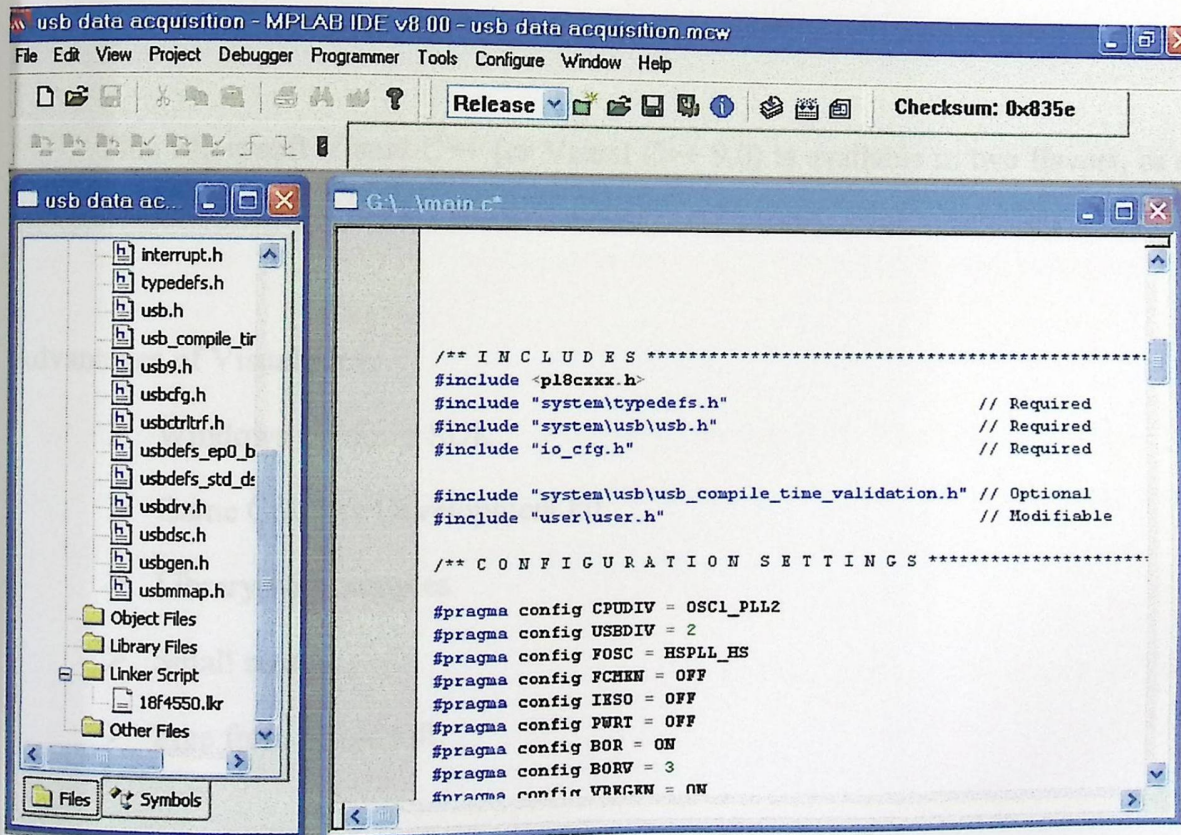 usb data acquisition - MPLAB IDE v8.00 - usb data acquisition.mcw
File Edit View Project Debugger Programmer Tools Configure Window Help
Release
Checksum: 0x835e
usb data ac...
interrupt.h
typedefs.h
usb.h
usb_compile_tir
usb9.h
usbcfg.h
usbctrltrf.h
usbdefs_ep0_b
usbdefs_std_ds
usbdrv.h
usbdsc.h
usbgen.h
usbmmap.h
Object Files
Library Files
Linker Script
18f4550.lkr
Other Files
Files
Symbols
G:\...\main.c*
/** I N C L U D E S **************************************************
#include <p18cxxx.h>
#include "system\typedefs.h" // Required
#include "system\usb\usb.h" // Required
#include "io_cfg.h" // Required
#include "system\usb\usb_compile_time_validation.h" // Optional
#include "user\user.h" // Modifiable
/** C O N F I G U R A T I O N   S E T T I N G S **********************
#pragma config CPUDIV = OSC1_PLL2
#pragma config USBDIV = 2
#pragma config FOSC = HSPLL_HS
#pragma config FCMEN = OFF
#pragma config IESO = OFF
#pragma config PWRT = OFF
#pragma config BOR = ON
#pragma config BORV = 3
#pragma config VREGEN = ON